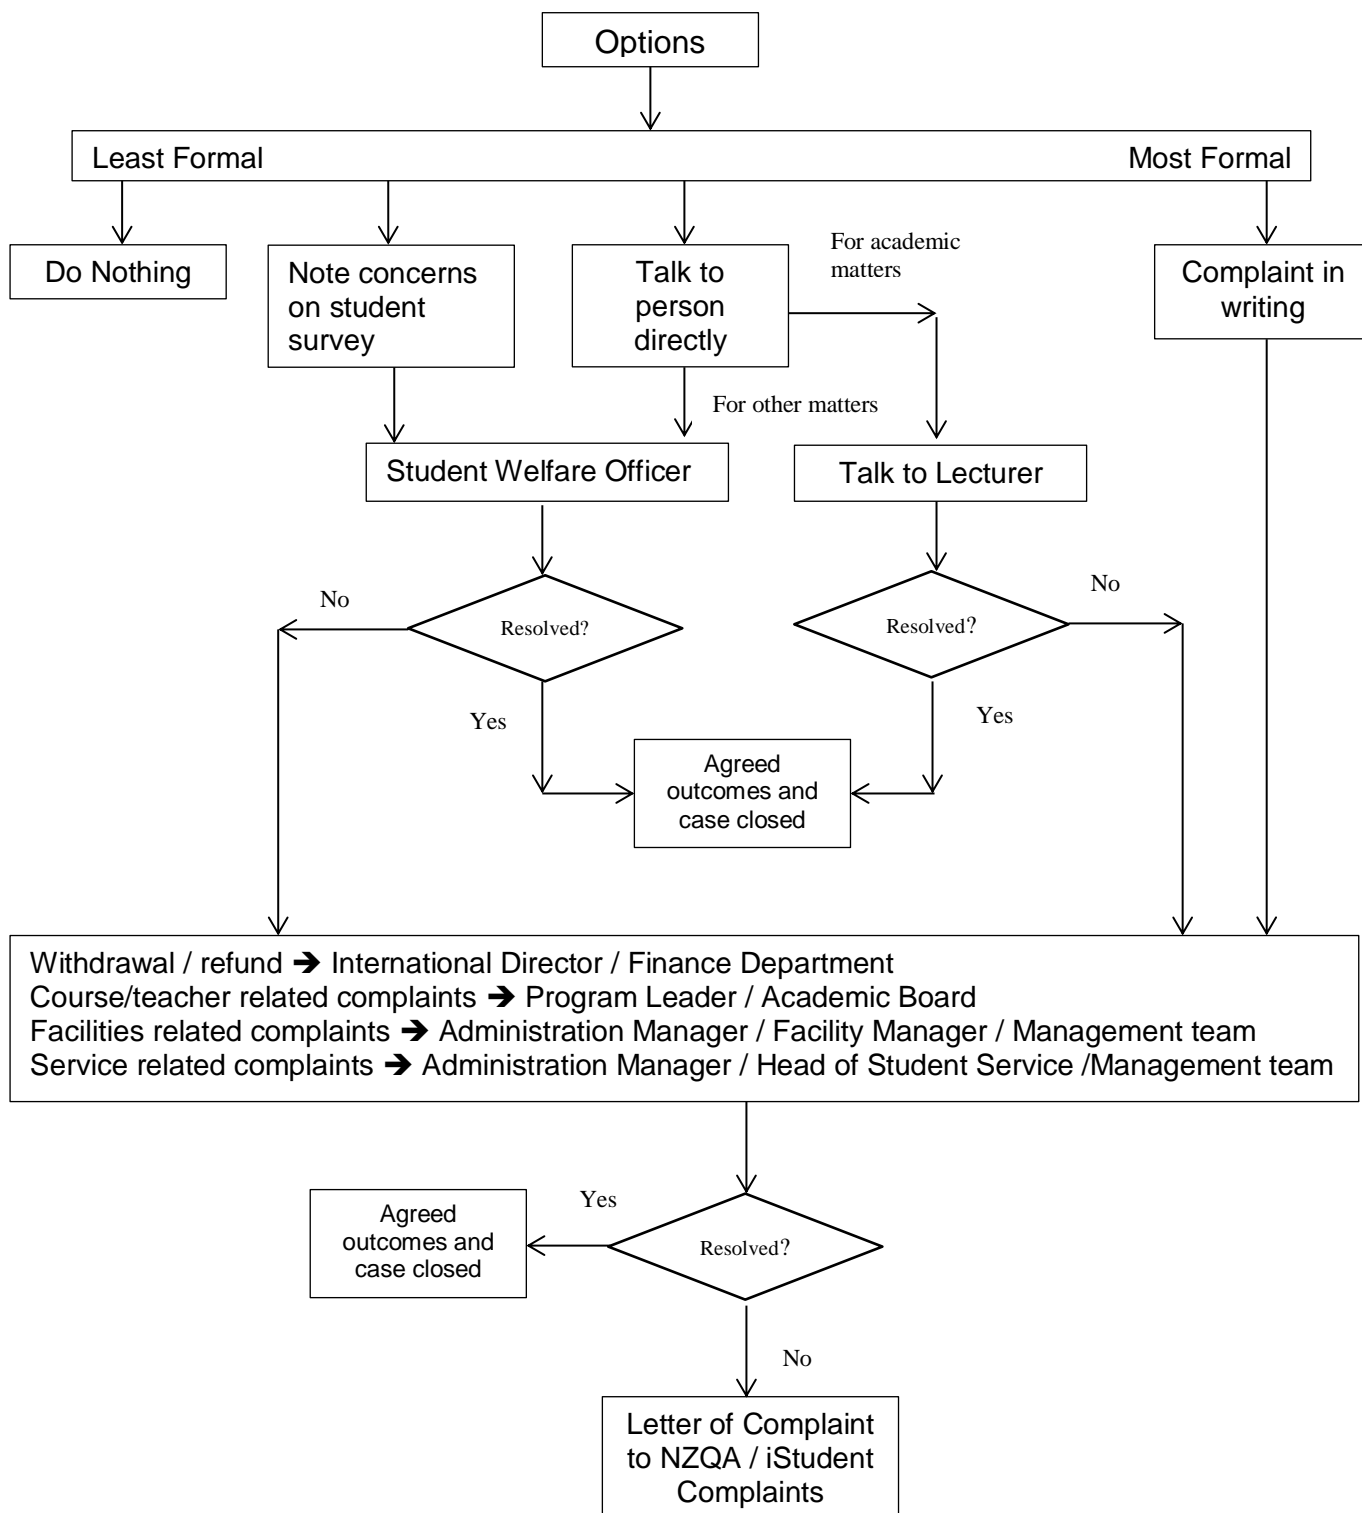 Options
Least Formal
Most Formal
Do Nothing
Note concerns
on student
survey
Talk to
person
directly
For academic
matters
Complaint in
writing
For other matters
Student Welfare Officer
Talk to Lecturer
No
Resolved?
Resolved?
No
Yes
Yes
Agreed
outcomes and
case closed
Withdrawal / refund ➔ International Director / Finance Department
Course/teacher related complaints ➔ Program Leader / Academic Board
Facilities related complaints ➔ Administration Manager / Facility Manager / Management team
Service related complaints ➔ Administration Manager / Head of Student Service /Management team
Agreed
outcomes and
case closed
Yes
Resolved?
No
Letter of Complaint
to NZQA / iStudent
Complaints